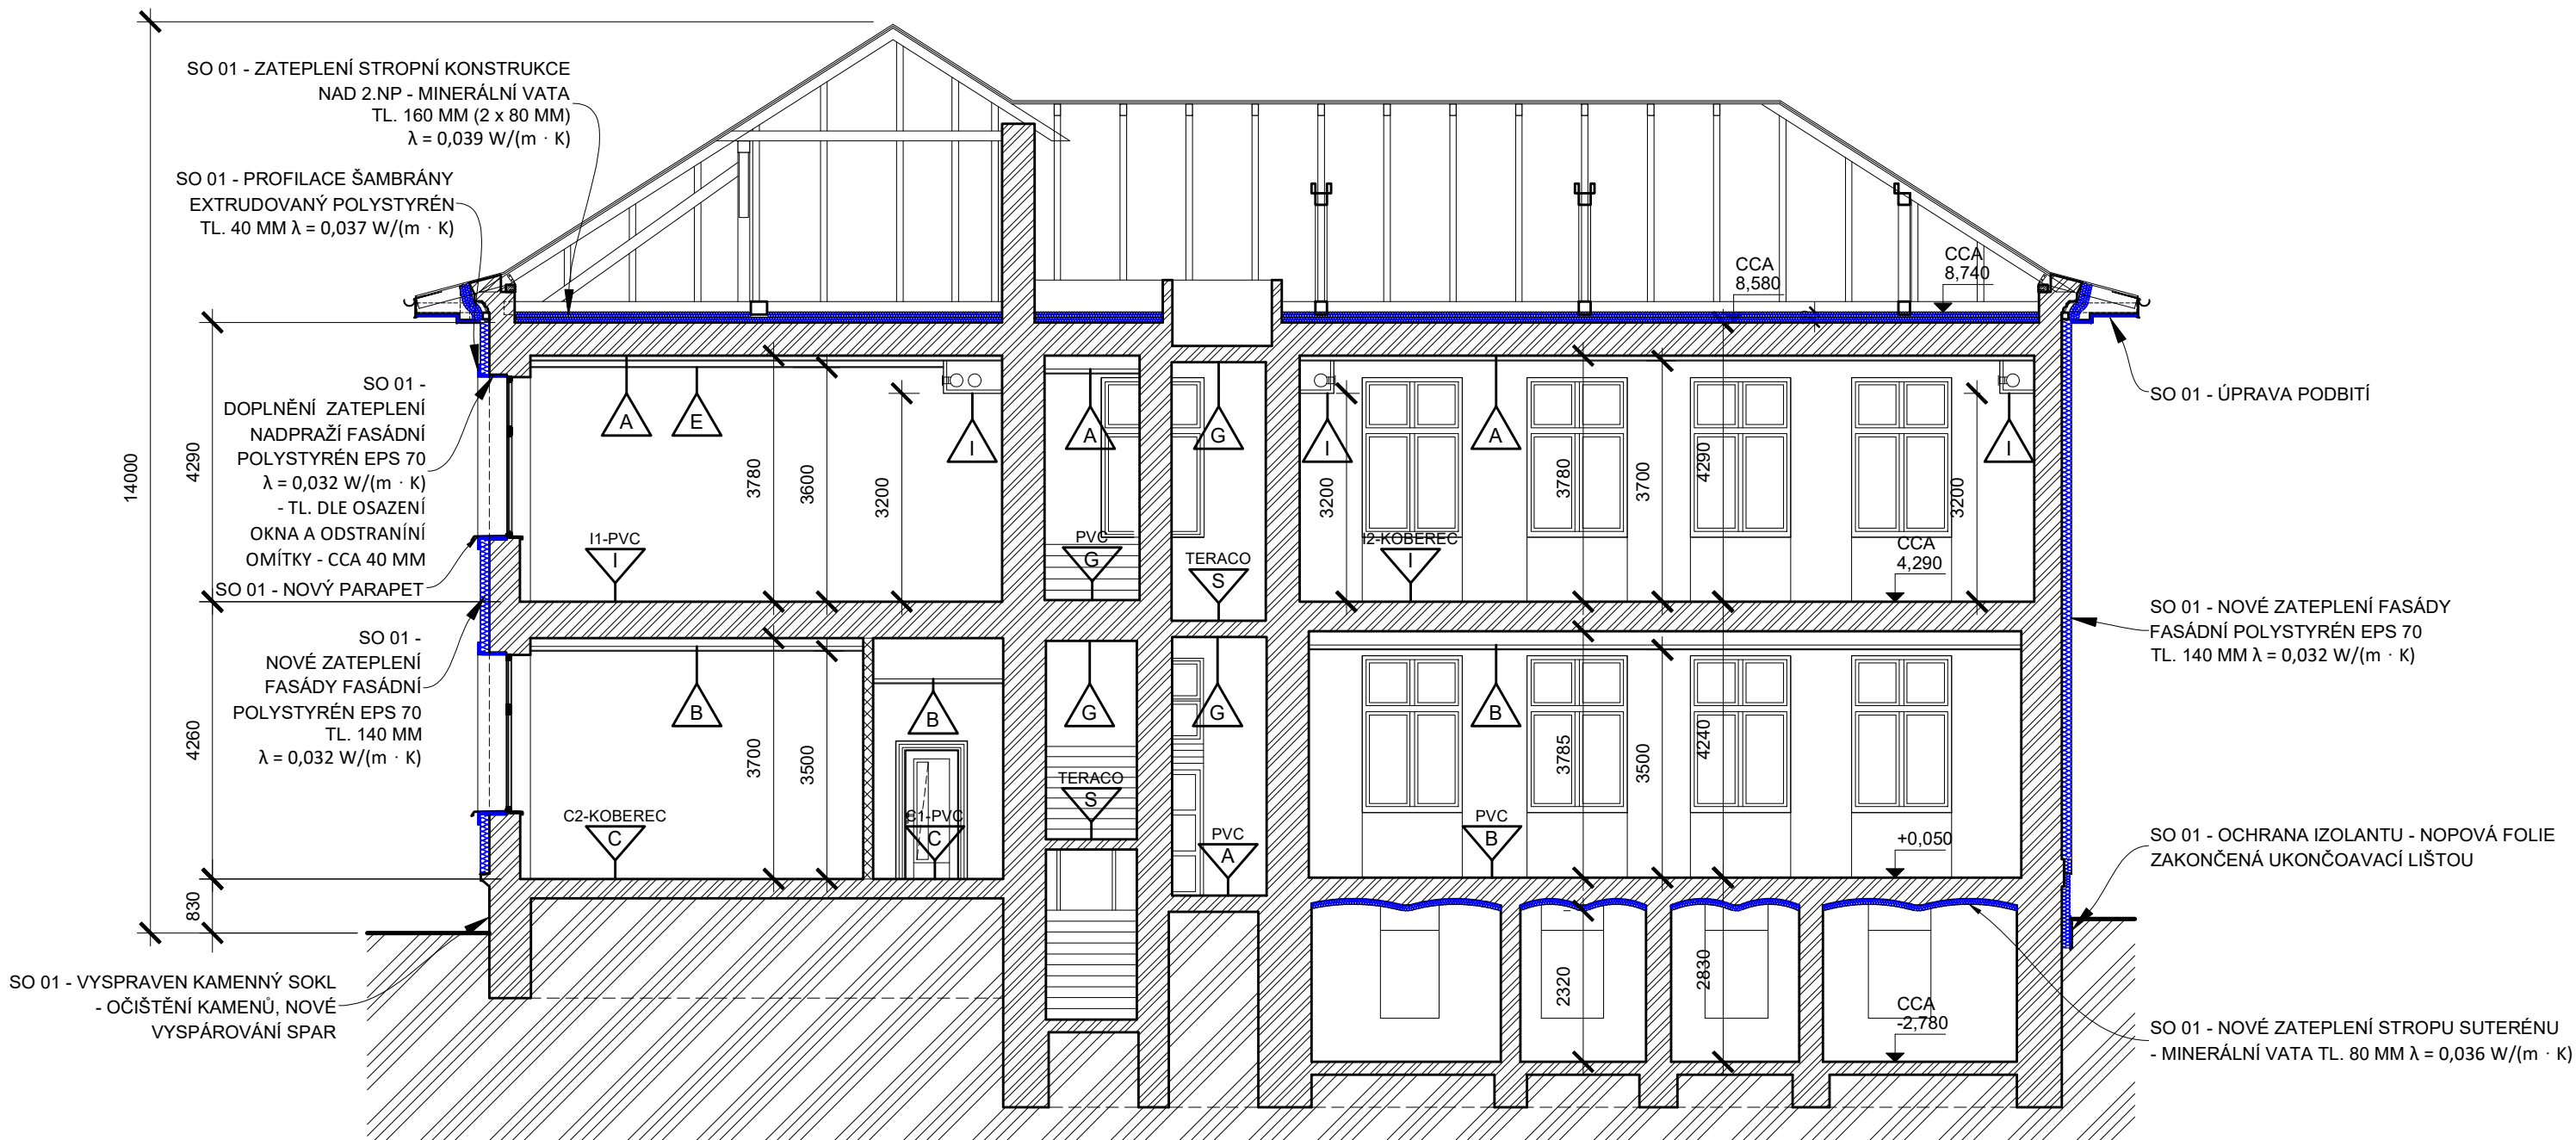 SO 01 - ZATEPLENÍ STROPNÍ KONSTRUKCE
NAD 2.NP - MINERÁLNÍ VATA
TL. 160 MM (2 x 80 MM)
λ = 0,039 W/(m · K)
SO 01 - PROFILACE ŠAMBRÁNY
EXTRUDOVANÝ POLYSTYRÉN
TL. 40 MM λ = 0,037 W/(m · K)
SO 01 -
DOPLNĚNÍ ZATEPLENÍ
NADPRAŽÍ FASÁDNÍ
POLYSTYRÉN EPS 70
λ = 0,032 W/(m · K)
- TL. DLE OSAZENÍ
OKNA A ODSTRANÍNÍ
OMÍTKY - CCA 40 MM
SO 01 - NOVÝ PARAPET
SO 01 -
NOVÉ ZATEPLENÍ
FASÁDY FASÁDNÍ
POLYSTYRÉN EPS 70
TL. 140 MM
λ = 0,032 W/(m · K)
SO 01 - VYSPRAVEN KAMENNÝ SOKL
- OČIŠTĚNÍ KAMENŮ, NOVÉ
VYSPÁROVÁNÍ SPAR
14000
4290
4260
830
CCA
8,580
CCA
8,740
A
E
I
A
G
I
A
I
3780
3600
3200
3200
3780
3700
4290
3200
I1-PVC
I
PVC
G
TERACO
S
I2-KOBEREC
I
CCA
4,290
B
B
G
G
B
3700
3500
3785
3500
4240
C2-KOBEREC
C
C1-PVC
C
TERACO
S
PVC
A
PVC
B
+0,050
2320
2830
CCA
-2,780
SO 01 - ÚPRAVA PODBITÍ
SO 01 - NOVÉ ZATEPLENÍ FASÁDY
FASÁDNÍ POLYSTYRÉN EPS 70
TL. 140 MM λ = 0,032 W/(m · K)
SO 01 - OCHRANA IZOLANTU - NOPOVÁ FOLIE
ZAKONČENÁ UKONČOAVACÍ LIŠTOU
SO 01 - NOVÉ ZATEPLENÍ STROPU SUTERÉNU
- MINERÁLNÍ VATA TL. 80 MM λ = 0,036 W/(m · K)